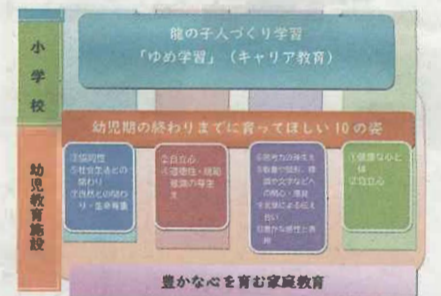 小学校
龍の子人づくり学習
「ゆめ学習」（キャリア教育）
幼児教育施設
幼児期の終わりまでに育ってほしい10の姿
③協同性
⑤社会生活との
関わり
⑦自然との関わ
り・生命尊重
②自立心
④道徳性・規範
意識の芽生
え
⑥思考力の芽生え
⑧数量や図形、標
識や文字などへ
の関心・感覚
⑨言葉による伝え
合い
⑩豊かな感性と表
現
①健康な心と
体
②自立心
豊かな心を育む家庭教育